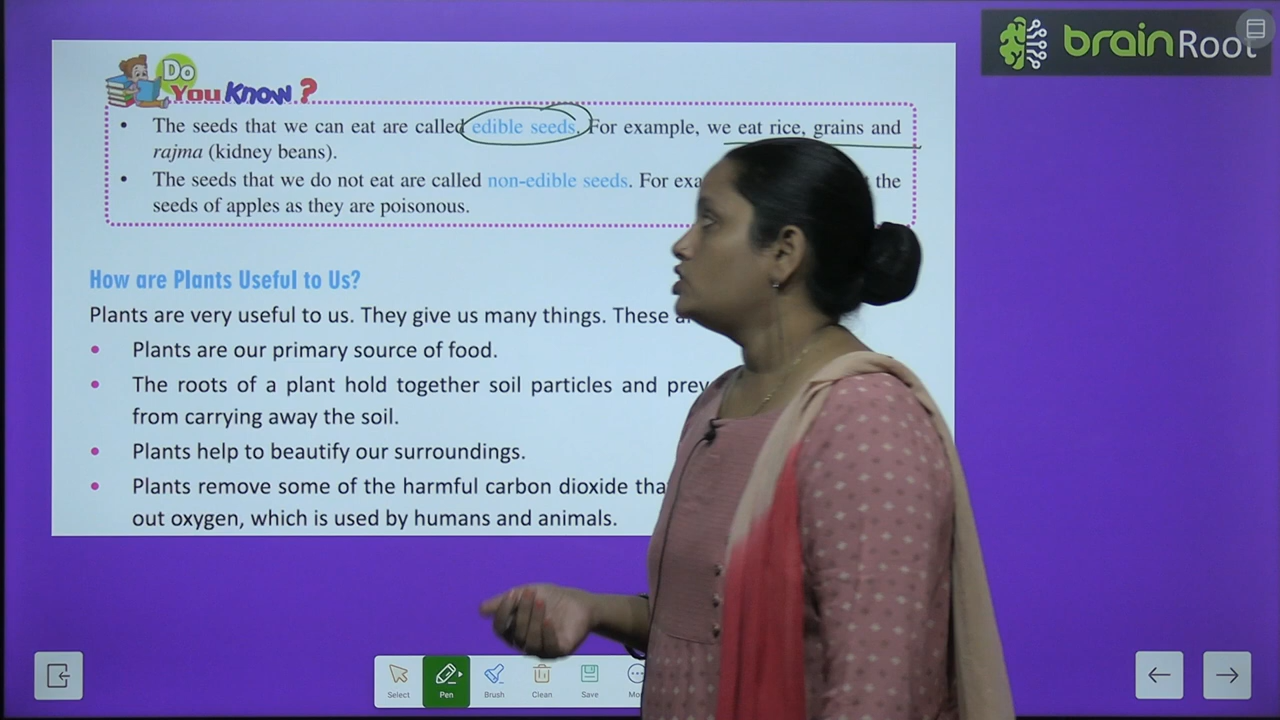 brainRoot
Do
You Know?
• The seeds that we can eat are called edible seeds. For example, we eat rice, grains and
rajma (kidney beans).
• The seeds that we do not eat are called non-edible seeds. For the
seeds of apples as they are poisonous.
How are Plants Useful to Us?
Plants are very useful to us. They give us many things. These
• Plants are our primary source of food.
• The roots of a plant hold together soil particles and
from carrying away the soil.
• Plants help to beautify our surroundings.
• Plants remove some of the harmful carbon dioxide
out oxygen, which is used by humans and animals.
Select Pen Brush Clean Save